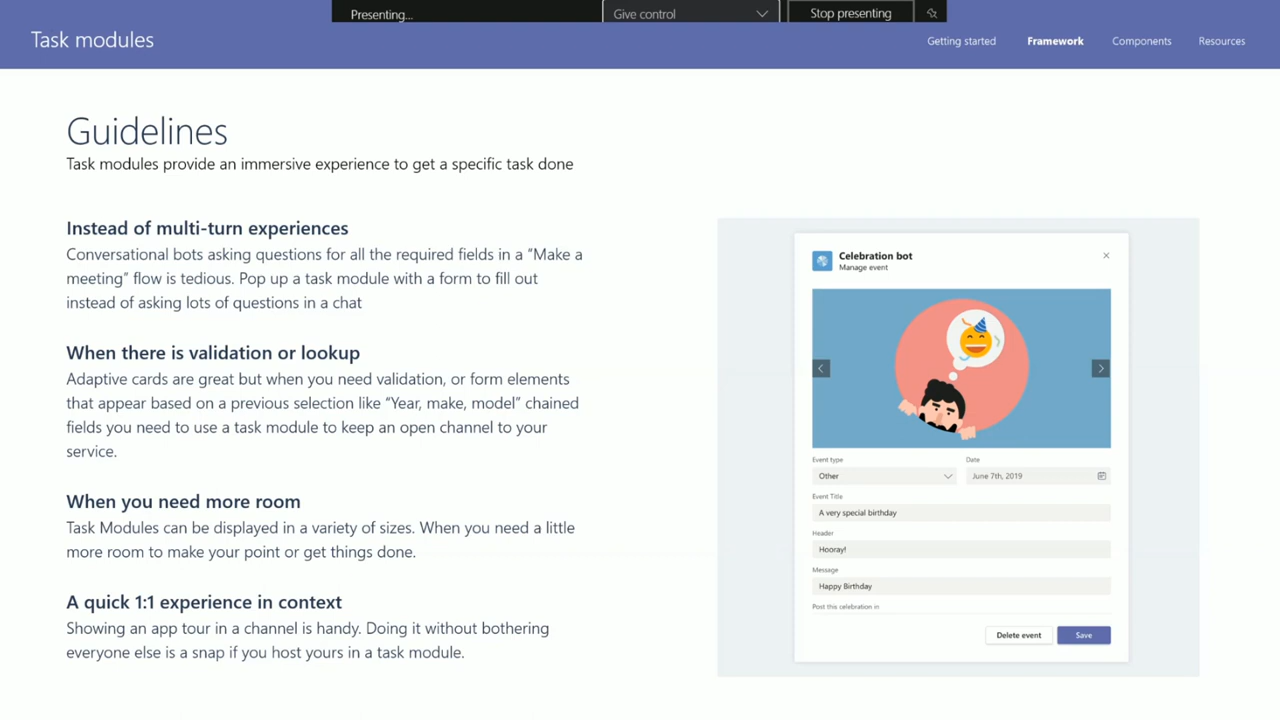 Presenting...
Give control
Stop presenting
Task modules
Getting started
Framework
Components
Resources
Guidelines
Task modules provide an immersive experience to get a specific task done
Instead of multi-turn experiences
Conversational bots asking questions for all the required fields in a “Make a
meeting” flow is tedious. Pop up a task module with a form to fill out
instead of asking lots of questions in a chat
When there is validation or lookup
Adaptive cards are great but when you need validation, or form elements
that appear based on a previous selection like “Year, make, model” chained
fields you need to use a task module to keep an open channel to your
service.
When you need more room
Task Modules can be displayed in a variety of sizes. When you need a little
more room to make your point or get things done.
A quick 1:1 experience in context
Showing an app tour in a channel is handy. Doing it without bothering
everyone else is a snap if you host yours in a task module.
Celebration bot
Manage event
Event type
Date
Other
June 7th, 2019
Event Title
A very special birthday
Header
Hooray!
Message
Happy Birthday
Post this celebration in
Delete event
Save